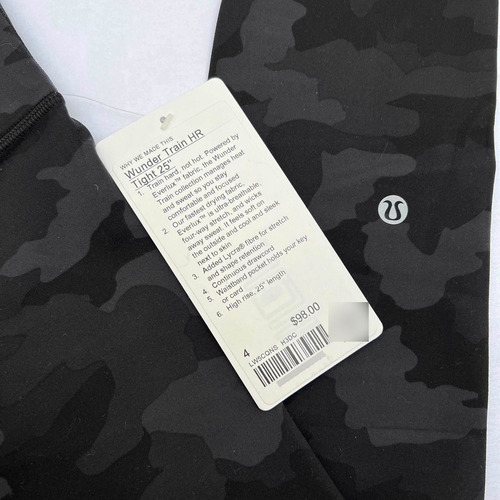 WHY WE MADE THIS
Wunder Train HR
Tight 25"
1. Train hard, not hot. Powered by
Everlux™ fabric, the Wunder
Train collection manages heat
and sweat so you stay
comfortable and focused
2. Our fastest drying fabric,
Everlux™ is ultra-breathable,
four-way stretch, and wicks
away sweat. It feels soft on
the outside and cool and sleek
next to skin
3. Added Lycra® fibre for stretch
and shape retention
4. Continuous drawcord
5. Waistband pocket holds your key
or card
6. High rise, 25" length
4 $98.00
LW5CQNS H3DC